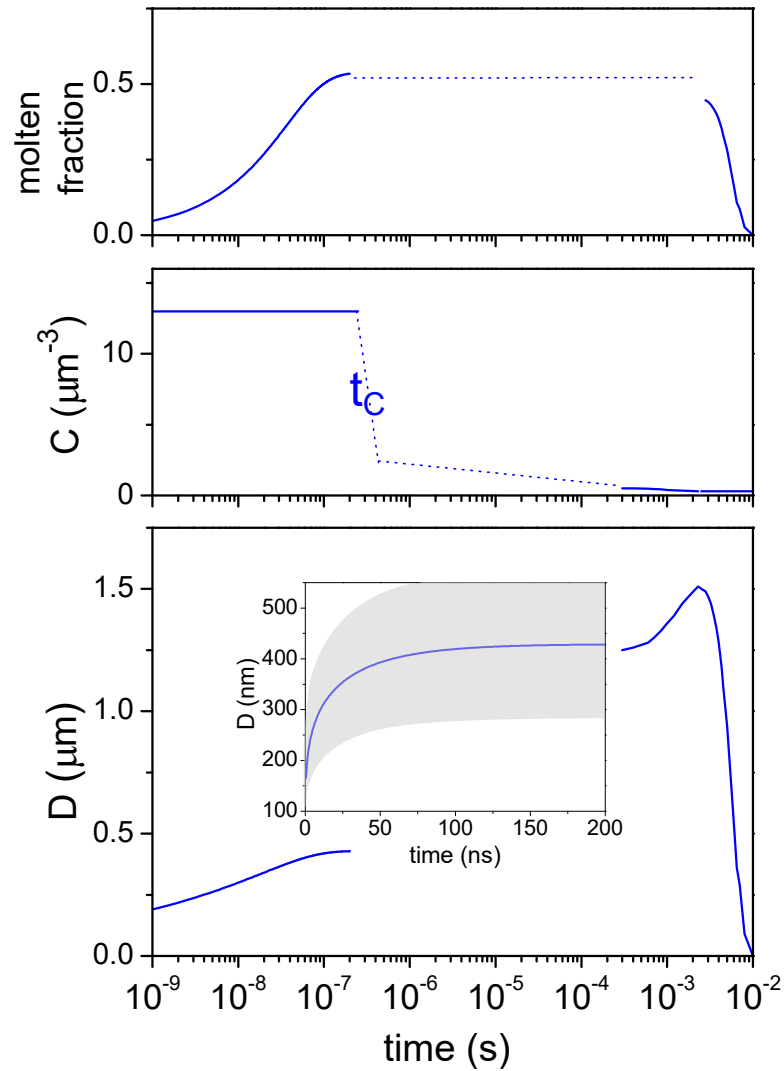 molten
fraction
0.5
0.0
C (μm⁻³)
10
0
t_C
D (μm)
1.5
1.0
0.5
0.0
D (nm)
500
400
300
200
100
0 50 100 150 200
time (ns)
10⁻⁹ 10⁻⁸ 10⁻⁷ 10⁻⁶ 10⁻⁵ 10⁻⁴ 10⁻³ 10⁻²
time (s)